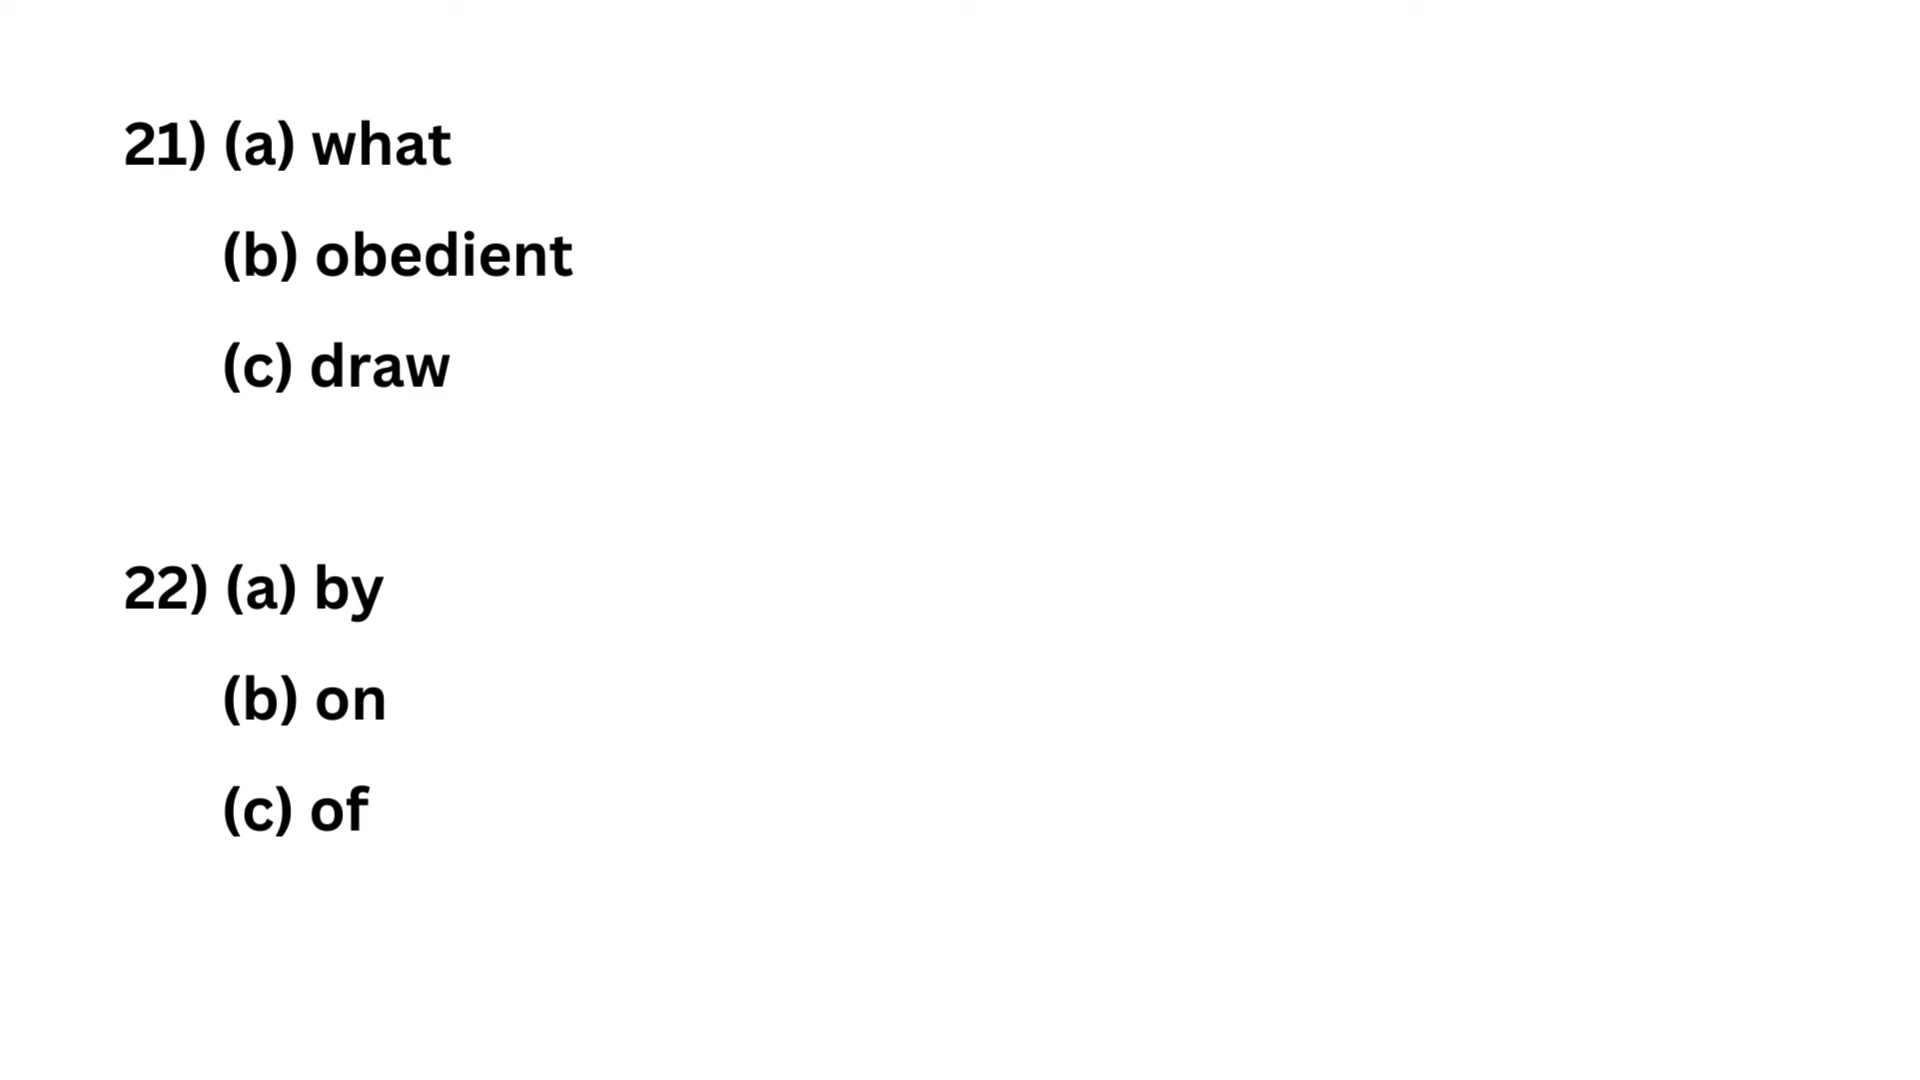 21) (a) what
(b) obedient
(c) draw
22) (a) by
(b) on
(c) of